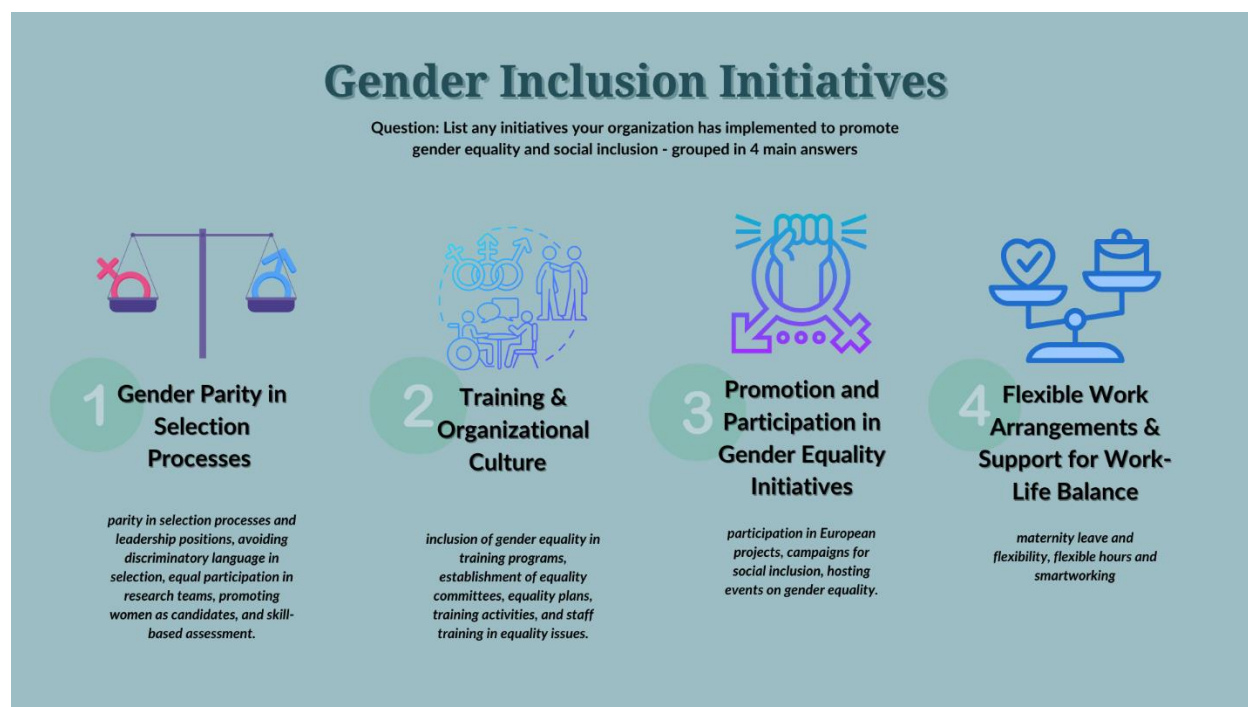 Gender Inclusion Initiatives
Question: List any initiatives your organization has implemented to promote
gender equality and social inclusion - grouped in 4 main answers
1
Gender Parity in
Selection
Processes
parity in selection processes and
leadership positions, avoiding
discriminatory language in
selection, equal participation in
research teams, promoting
women as candidates, and skill-
based assessment.
2
Training &
Organizational
Culture
inclusion of gender equality in
training programs,
establishment of equality
committees, equality plans,
training activities, and staff
training in equality issues.
3
Promotion and
Participation in
Gender Equality
Initiatives
participation in European
projects, campaigns for
social inclusion, hosting
events on gender equality.
4
Flexible Work
Arrangements &
Support for Work-
Life Balance
maternity leave and
flexibility, flexible hours and
smartworking